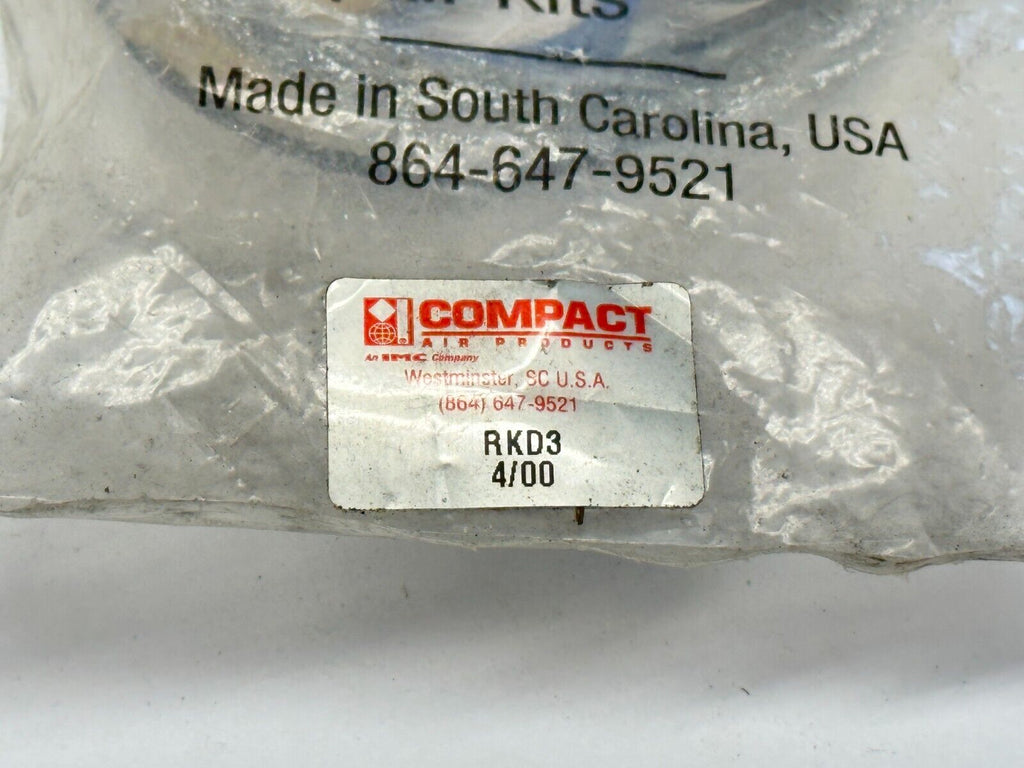 Kits
Made in South Carolina, USA
864-647-9521
COMPACT
AIR PRODUCTS
An IMC Company
Westminster, SC U.S.A.
(864) 647-9521
RKD3
4/00